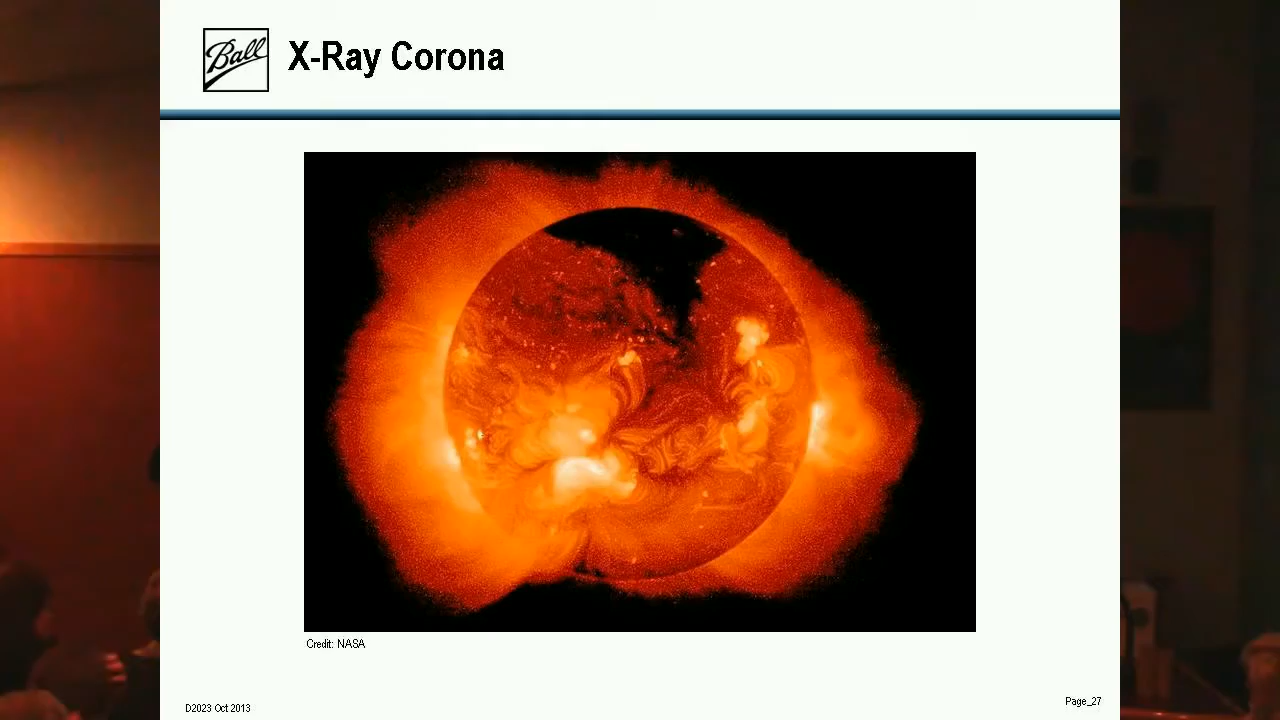 Ball
X-Ray Corona
Credit: NASA
D2023 Oct 2013
Page_27